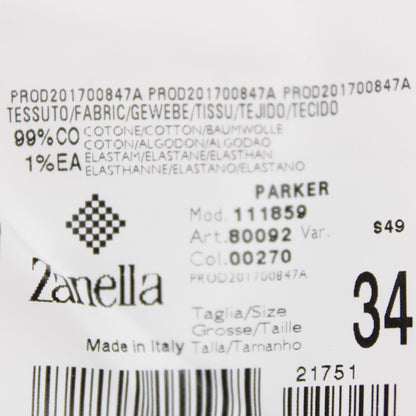 PROD201700847A PROD201700847A PROD201700847A
TESSUTO/FABRIC/GEWEBE/TISSU/TEJIDO/TECIDO
99%CO COTONE/COTTON/BAUMWOLLE
COTON/ALGODON/ALGODAO
1%EA ELASTAM/ELASTANE/ELASTHAN
ELASTHANNE/ELASTANO/ELASTANO
PARKER
Mod. 111859
Art. 80092 Var. S49
Col. 00270
PROD201700847A
Zanella
Taglia/Size
Grosse/Taille
Talla/Tamanho
34
Made in Italy
21751